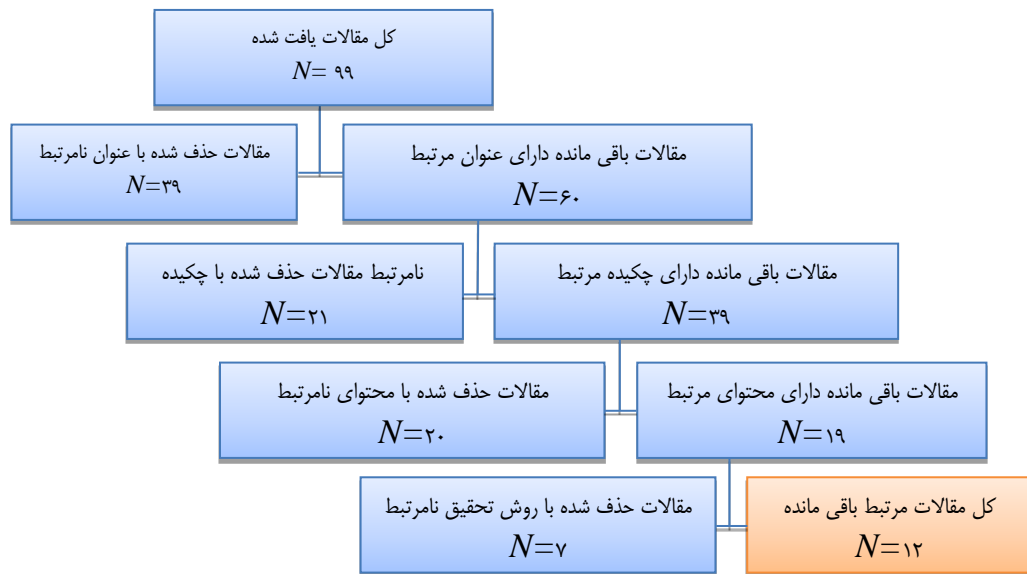 کل مقالات یافت شده
N= ۹۹
مقالات باقی مانده دارای عنوان مرتبط
N=۶۰
مقالات حذف شده با عنوان نامرتبط
N=۳۹
مقالات باقی مانده دارای چکیده مرتبط
N=۳۹
نامرتبط مقالات حذف شده با چکیده
N=۲۱
مقالات باقی مانده دارای محتوای مرتبط
N=۱۹
مقالات حذف شده با محتوای نامرتبط
N=۲۰
کل مقالات مرتبط باقی مانده
N=۱۲
مقالات حذف شده با روش تحقیق نامرتبط
N=۷